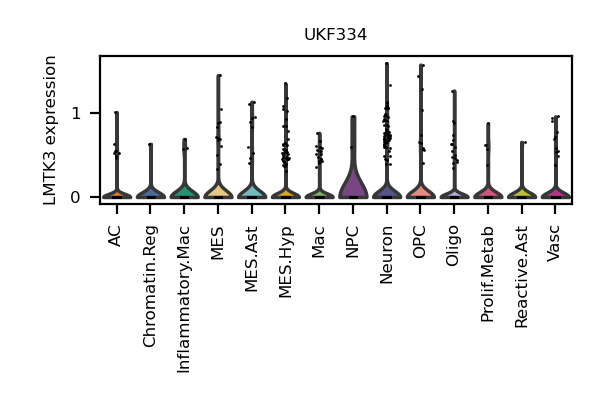 UKF334
LMTK3 expression
1
0
AC
Chromatin.Reg
Inflammatory.Mac
MES
MES.Ast
MES.Hyp
Mac
NPC
Neuron
OPC
Oligo
Prolif.Metab
Reactive.Ast
Vasc